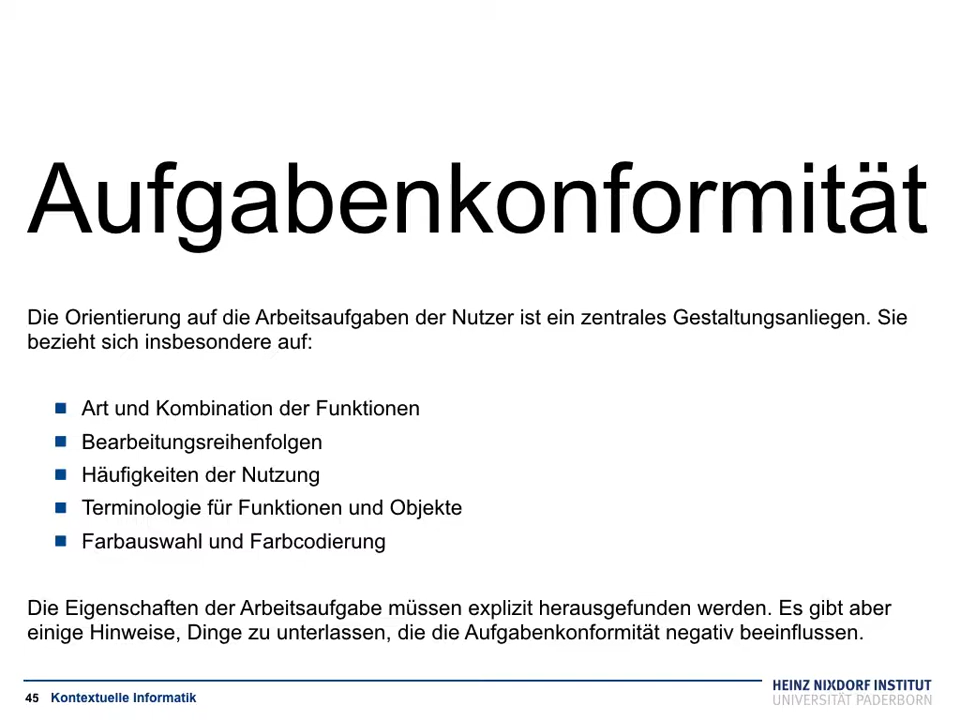 Aufgabenkonformität
Die Orientierung auf die Arbeitsaufgaben der Nutzer ist ein zentrales Gestaltungsanliegen. Sie
bezieht sich insbesondere auf:
Art und Kombination der Funktionen
Bearbeitungsreihenfolgen
Häufigkeiten der Nutzung
Terminologie für Funktionen und Objekte
Farbauswahl und Farbcodierung
Die Eigenschaften der Arbeitsaufgabe müssen explizit herausgefunden werden. Es gibt aber
einige Hinweise, Dinge zu unterlassen, die die Aufgabenkonformität negativ beeinflussen.
45 Kontextuelle Informatik
HEINZ NIXDORF INSTITUT
UNIVERSITÄT PADERBORN